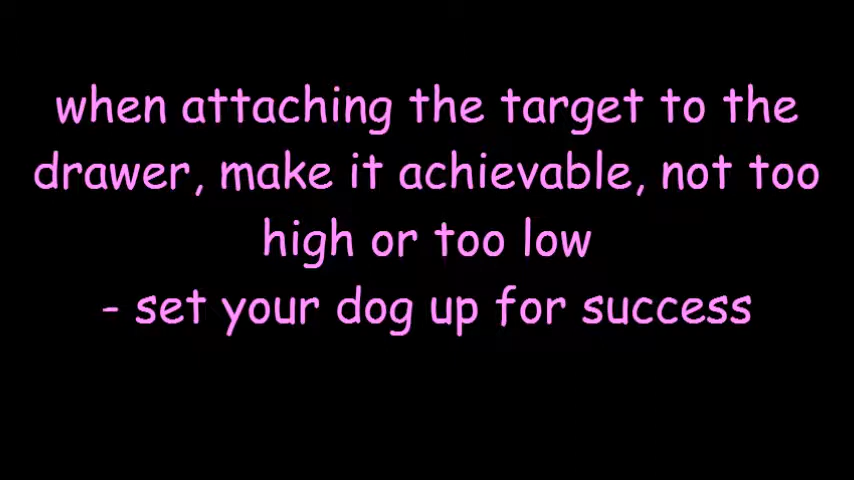 when attaching the target to the
drawer, make it achievable, not too
high or too low
- set your dog up for success